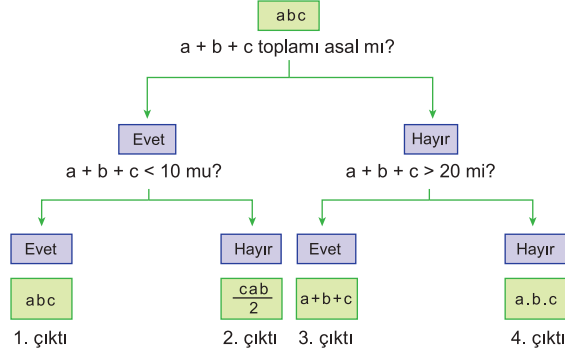 abc
a + b + c toplamı asal mı?
Evet
Hayır
a + b + c < 10 mu?
a + b + c > 20 mi?
Evet
Hayır
Evet
Hayır
abc
cab
2
a+b+c
a.b.c
1. çıktı
2. çıktı
3. çıktı
4. çıktı